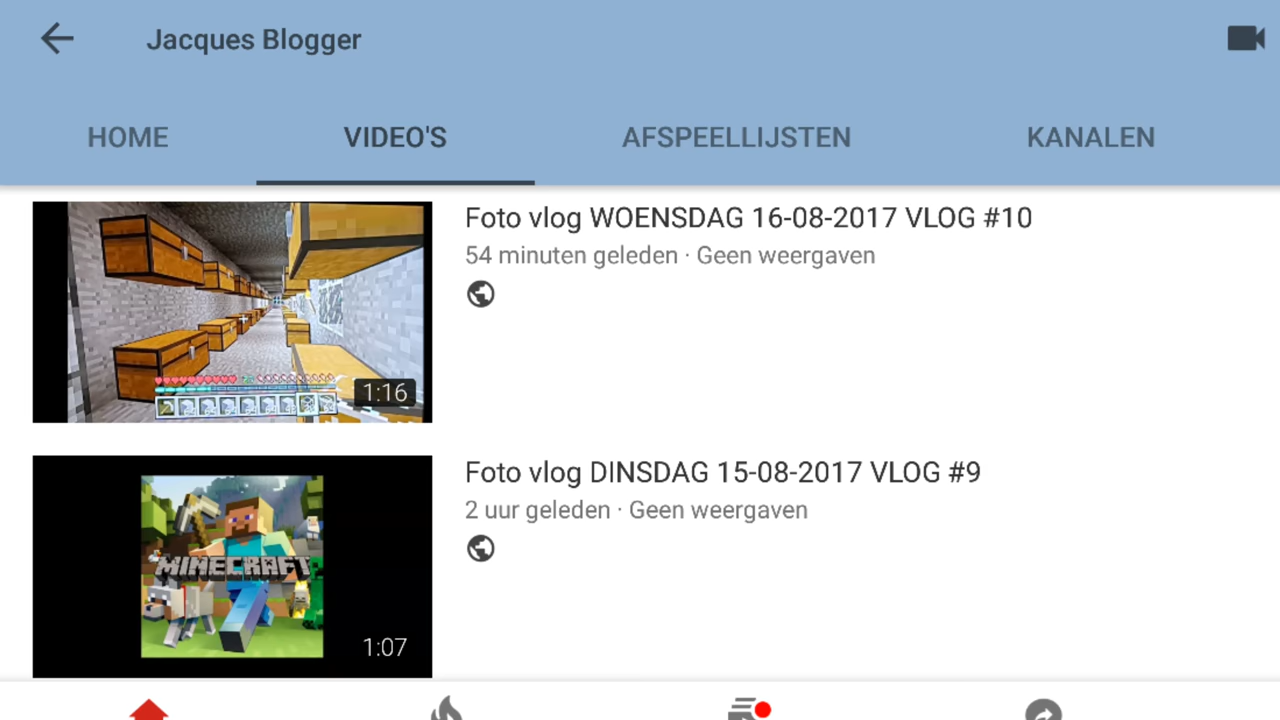 Jacques Blogger
HOME
VIDEO'S
AFSPEELLIJSTEN
KANALEN
Foto vlog WOENSDAG 16-08-2017 VLOG #10
54 minuten geleden · Geen weergaven
1:16
Foto vlog DINSDAG 15-08-2017 VLOG #9
2 uur geleden · Geen weergaven
MINECRAFT
1:07